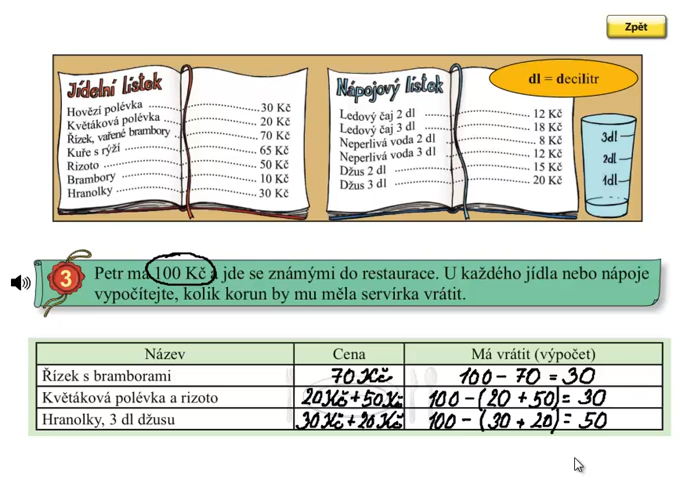 Zpět
Jídelní lístek
Hovězí polévka 30 Kč
Květáková polévka 20 Kč
Řízek, vařené brambory 70 Kč
Kuře s rýží 65 Kč
Rizoto 50 Kč
Brambory 10 Kč
Hranolky 30 Kč
Nápojový lístek
Ledový čaj 2 dl 12 Kč
Ledový čaj 3 dl 18 Kč
Neperlivá voda 2 dl 8 Kč
Neperlivá voda 3 dl 12 Kč
Džus 2 dl 15 Kč
Džus 3 dl 20 Kč
dl = decilitr
3dl
2dl
1dl
3
Petr má 100 Kč a jde se známými do restaurace. U každého jídla nebo nápoje
vypočítejte, kolik korun by mu měla servírka vrátit.
Název Cena Má vrátit (výpočet)
Řízek s bramborami 70 Kč 100 - 70 = 30
Květáková polévka a rizoto 20 Kč + 50 Kč 100 - (20 + 50) = 30
Hranolky, 3 dl džusu 30 Kč + 20 Kč 100 - (30 + 20) = 50